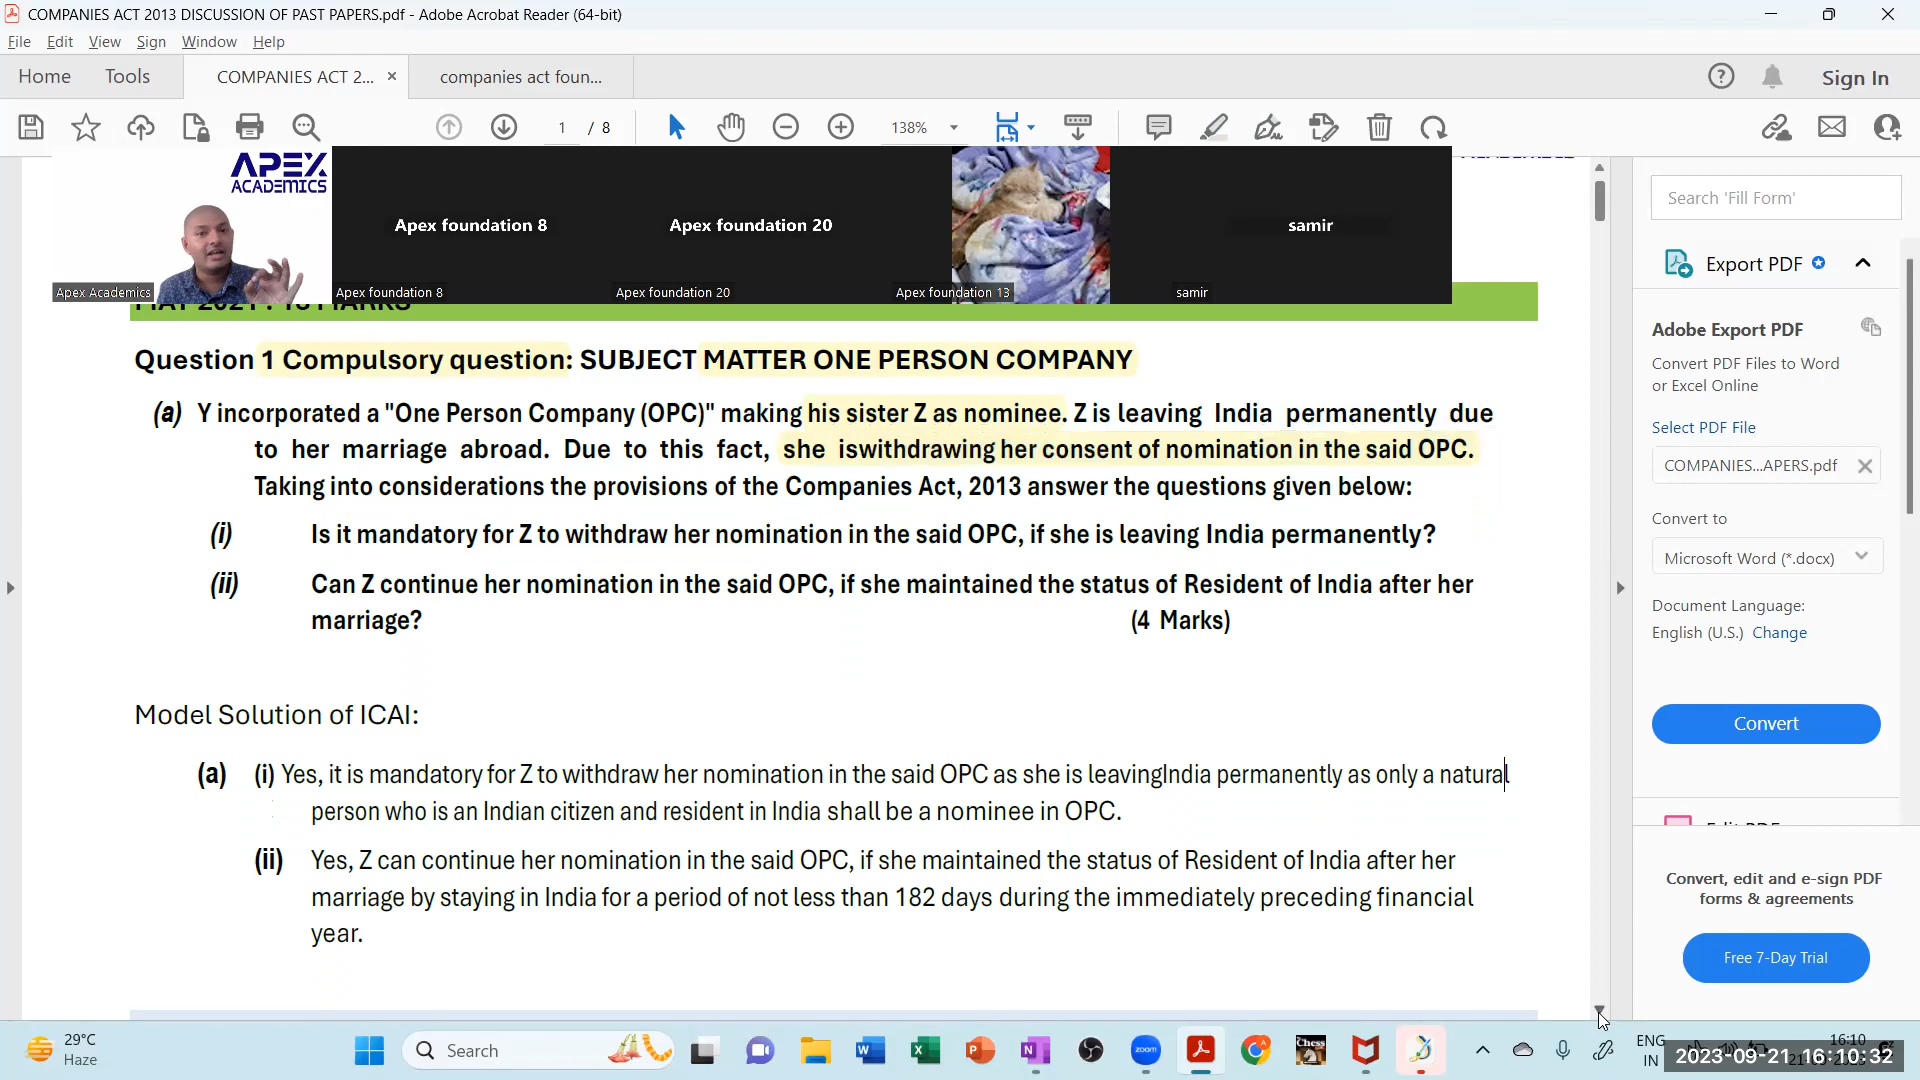 COMPANIES ACT 2013 DISCUSSION OF PAST PAPERS.pdf - Adobe Acrobat Reader (64-bit)
File Edit View Sign Window Help
Home Tools COMPANIES ACT 2... × companies act foun... Sign In
1 / 8 138%
APEX
ACADEMICS
Apex foundation 8
Apex foundation 20
samir
Apex Academics
Apex foundation 8
Apex foundation 20
Apex foundation 13
samir
Question 1 Compulsory question: SUBJECT MATTER ONE PERSON COMPANY
(a) Y incorporated a "One Person Company (OPC)" making his sister Z as nominee. Z is leaving India permanently due
to her marriage abroad. Due to this fact, she iswithdrawing her consent of nomination in the said OPC.
Taking into considerations the provisions of the Companies Act, 2013 answer the questions given below:
(i) Is it mandatory for Z to withdraw her nomination in the said OPC, if she is leaving India permanently?
(ii) Can Z continue her nomination in the said OPC, if she maintained the status of Resident of India after her
marriage? (4 Marks)
Model Solution of ICAI:
(a) (i) Yes, it is mandatory for Z to withdraw her nomination in the said OPC as she is leavingIndia permanently as only a natural
person who is an Indian citizen and resident in India shall be a nominee in OPC.
(ii) Yes, Z can continue her nomination in the said OPC, if she maintained the status of Resident of India after her
marriage by staying in India for a period of not less than 182 days during the immediately preceding financial
year.
Search 'Fill Form'
Export PDF
Adobe Export PDF
Convert PDF Files to Word
or Excel Online
Select PDF File
COMPANIES...APERS.pdf
Convert to
Microsoft Word (*.docx)
Document Language:
English (U.S.) Change
Convert
Convert, edit and e-sign PDF
forms & agreements
Free 7-Day Trial
29°C
Haze
Search
Chess
zoom
ENG
IN
16:10
2023-09-21 16:10:32